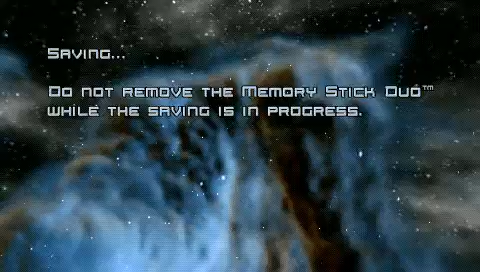 Saving...
Do not remove the Memory Stick Duo™
while the saving is in progress.